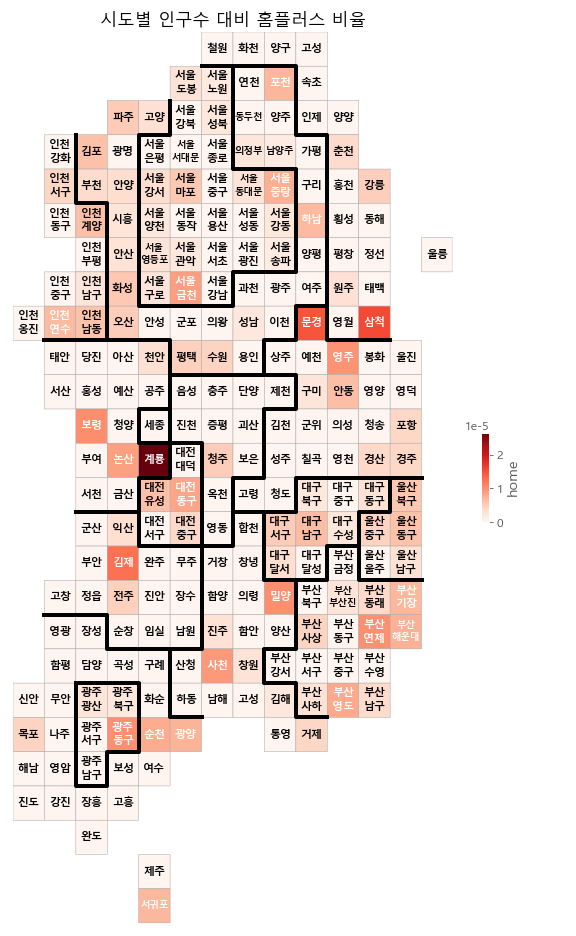 시도별 인구수 대비 홈플러스 비율
철원 화천 양구 고성
서울 서울 연천 포천 속초
도봉 노원
파주 고양 서울 서울 동두천 양주 인제 양양
강북 성북
인천 김포 광명 서울 서울 서울 의정부 남양주 가평 춘천
강화 은평 서대문 종로
인천 부천 안양 서울 서울 서울 서울 서울 구리 홍천 강릉
서구 강서 마포 중구 동대문 중랑
인천 인천 시흥 서울 서울 서울 서울 서울 하남 횡성 동해
동구 계양 양천 동작 용산 성동 강동
인천 안산 서울 서울 서울 서울 서울 양평 평창 정선 울릉
부평 영등포 관악 서초 광진 송파
인천 인천 화성 서울 서울 서울 과천 광주 여주 원주 태백
중구 남구 구로 금천 강남
인천 인천 인천 오산 안성 군포 의왕 성남 이천 문경 영월 삼척
옹진 연수 남동
태안 당진 아산 천안 평택 수원 용인 상주 예천 영주 봉화 울진
서산 홍성 예산 공주 음성 충주 단양 제천 구미 안동 영양 영덕
보령 청양 세종 진천 증평 괴산 김천 군위 의성 청송 포항
부여 논산 계룡 대전 청주 보은 성주 칠곡 영천 경산 경주
대덕
서천 금산 대전 대전 옥천 고령 청도 대구 대구 대구 울산
유성 동구 북구 중구 동구 북구
군산 익산 대전 대전 영동 합천 대구 대구 대구 울산 울산
서구 중구 서구 남구 수성 중구 동구
부안 김제 완주 무주 거창 창녕 대구 대구 부산 울산 울산
달서 달성 금정 울주 남구
고창 정읍 전주 진안 장수 함양 의령 밀양 부산 부산 부산 부산
북구 부산진 동래 기장
영광 장성 순창 임실 남원 진주 함안 양산 부산 부산 부산 부산
사상 동구 연제 해운대
함평 담양 곡성 구례 산청 사천 창원 부산 부산 부산 부산
강서 서구 중구 수영
신안 무안 광주 광주 화순 하동 남해 고성 김해 부산 부산 부산
광산 북구 사하 영도 남구
목포 나주 광주 광주 순천 광양 통영 거제
서구 동구
해남 영암 광주 보성 여수
남구
진도 강진 장흥 고흥
완도
제주
서귀포
1e-5
2
1
0
home